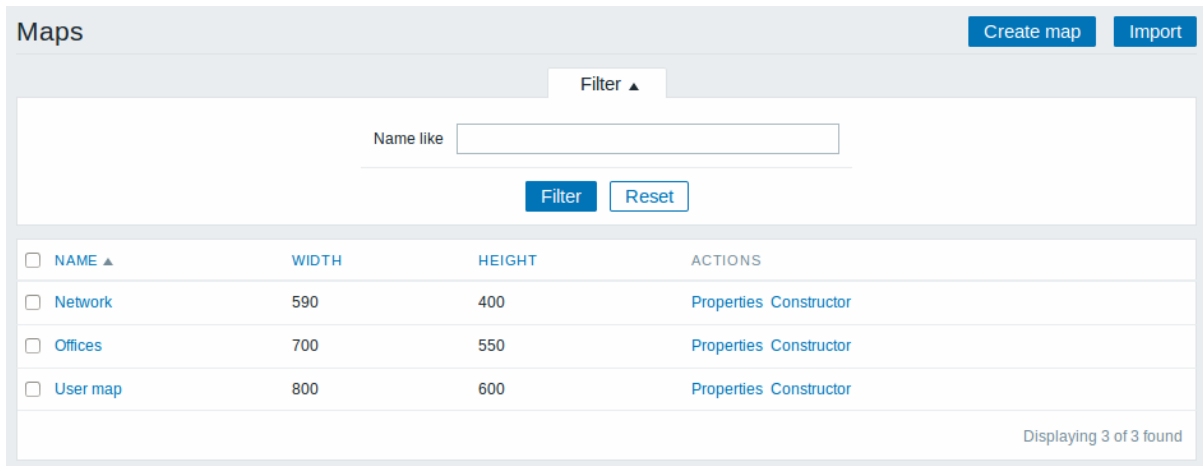 Maps Create map Import
Filter ▲
Name like
Filter Reset
NAME ▲ WIDTH HEIGHT ACTIONS
Network 590 400 Properties Constructor
Offices 700 550 Properties Constructor
User map 800 600 Properties Constructor
Displaying 3 of 3 found